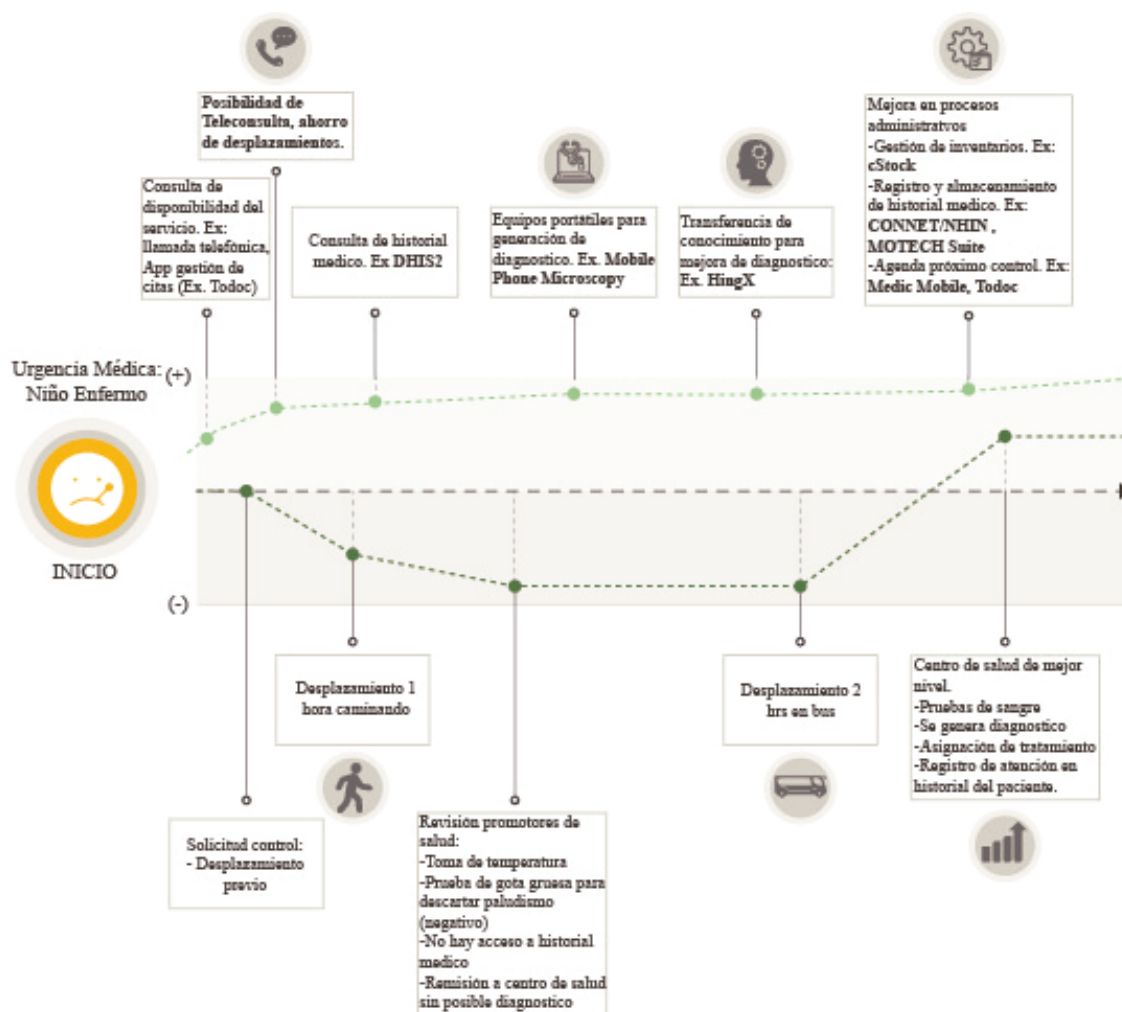 Posibilidad de
Teleconsulta, ahorro
de desplazamientos.
Consulta de
disponibilidad del
servicio. Ex:
llamada telefónica,
App gestión de
citas (Ex. Todoc)
Consulta de historial
medico. Ex DHIS2
Equipos portátiles para
generación de
diagnostico. Ex. Mobile
Phone Microscopy
Transferencia de
conocimiento para
mejora de diagnostico:
Ex. HingX
Mejora en procesos
administratvos
-Gestión de inventarios. Ex:
cStock
-Registro y almacenamiento
de historial medico. Ex:
CONNET/NHIN ,
MOTECH Suite
-Agenda próximo control. Ex:
Medic Mobile, Todoc
Urgencia Médica:
Niño Enfermo
(+)
INICIO
(-)
Desplazamiento 1
hora caminando
Desplazamiento 2
hrs en bus
Centro de salud de mejor
nivel.
-Pruebas de sangre
-Se genera diagnostico
-Asignación de tratamiento
-Registro de atención en
historial del paciente.
Solicitud control:
- Desplazamiento
previo
Revisión promotores de
salud:
-Toma de temperatura
-Prueba de gota gruesa para
descartar paludismo
(negativo)
-No hay acceso a historial
medico
-Remisión a centro de salud
sin posible diagnostico